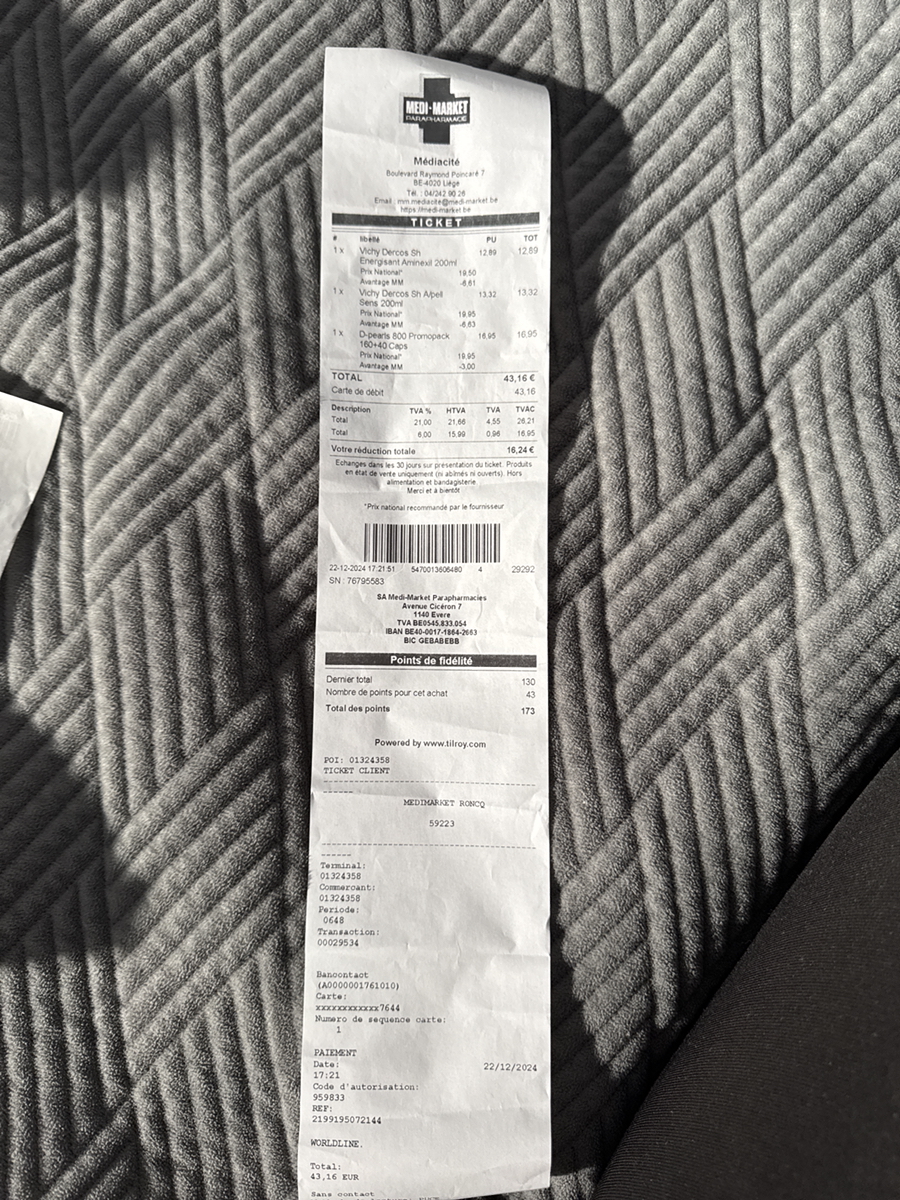 MEDI-MARKET
PARAPHARMACIE
Médiacité
Boulevard Raymond Poincaré 7
BE-4020 Liège
Tél. : 04/242 90 26
Email : mm.mediacite@medi-market.be
https://medi-market.be
TICKET
# libellé PU TOT
1 x Vichy Dercos Sh 12.89 12.89
Energisant Aminexil 200ml
Prix National* 19.50
Avantage MM -6.61
1 x Vichy Dercos Sh A/pell 13.32 13.32
Sens 200ml
Prix National* 19.95
Avantage MM -6.63
1 x D-pearls 800 Promopack 16.95 16.95
160+40 Caps
Prix National* 19.95
Avantage MM -3,00
TOTAL 43,16 €
Carte de débit 43.16
Description TVA % HTVA TVA TVAC
Total 21,00 21,66 4.55 26.21
Total 6,00 15,99 0,96 16.95
Votre réduction totale 16,24 €
Echanges dans les 30 jours sur presentation du ticket. Produits
en état de vente uniquement (ni abîmés ni ouverts). Hors
alimentation et bandagisterie
Merci et à bientôt
*Prix national recommandé par le fournisseur
22-12-2024 17:21:51 5470013606480 4 29292
SN : 76795583
SA Medi-Market Parapharmacies
Avenue Cicéron 7
1140 Evere
TVA BE0545.833.054
IBAN BE40-0017-1864-2663
BIC GEBABEBB
Points de fidélité
Dernier total 130
Nombre de points pour cet achat 43
Total des points 173
Powered by www.tilroy.com
POI: 01324358
TICKET CLIENT
MEDIMARKET RONCQ
59223
Terminal:
01324358
Commercant:
01324358
Periode:
0648
Transaction:
00029534
Bancontact
(A0000001761010)
Carte:
xxxxxxxxxxxx7644
Numero de sequence carte:
1
PAIEMENT
Date: 22/12/2024
17:21
Code d'autorisation:
959833
REF:
2199195072144
WORLDLINE.
Total:
43,16 EUR
Sans contact